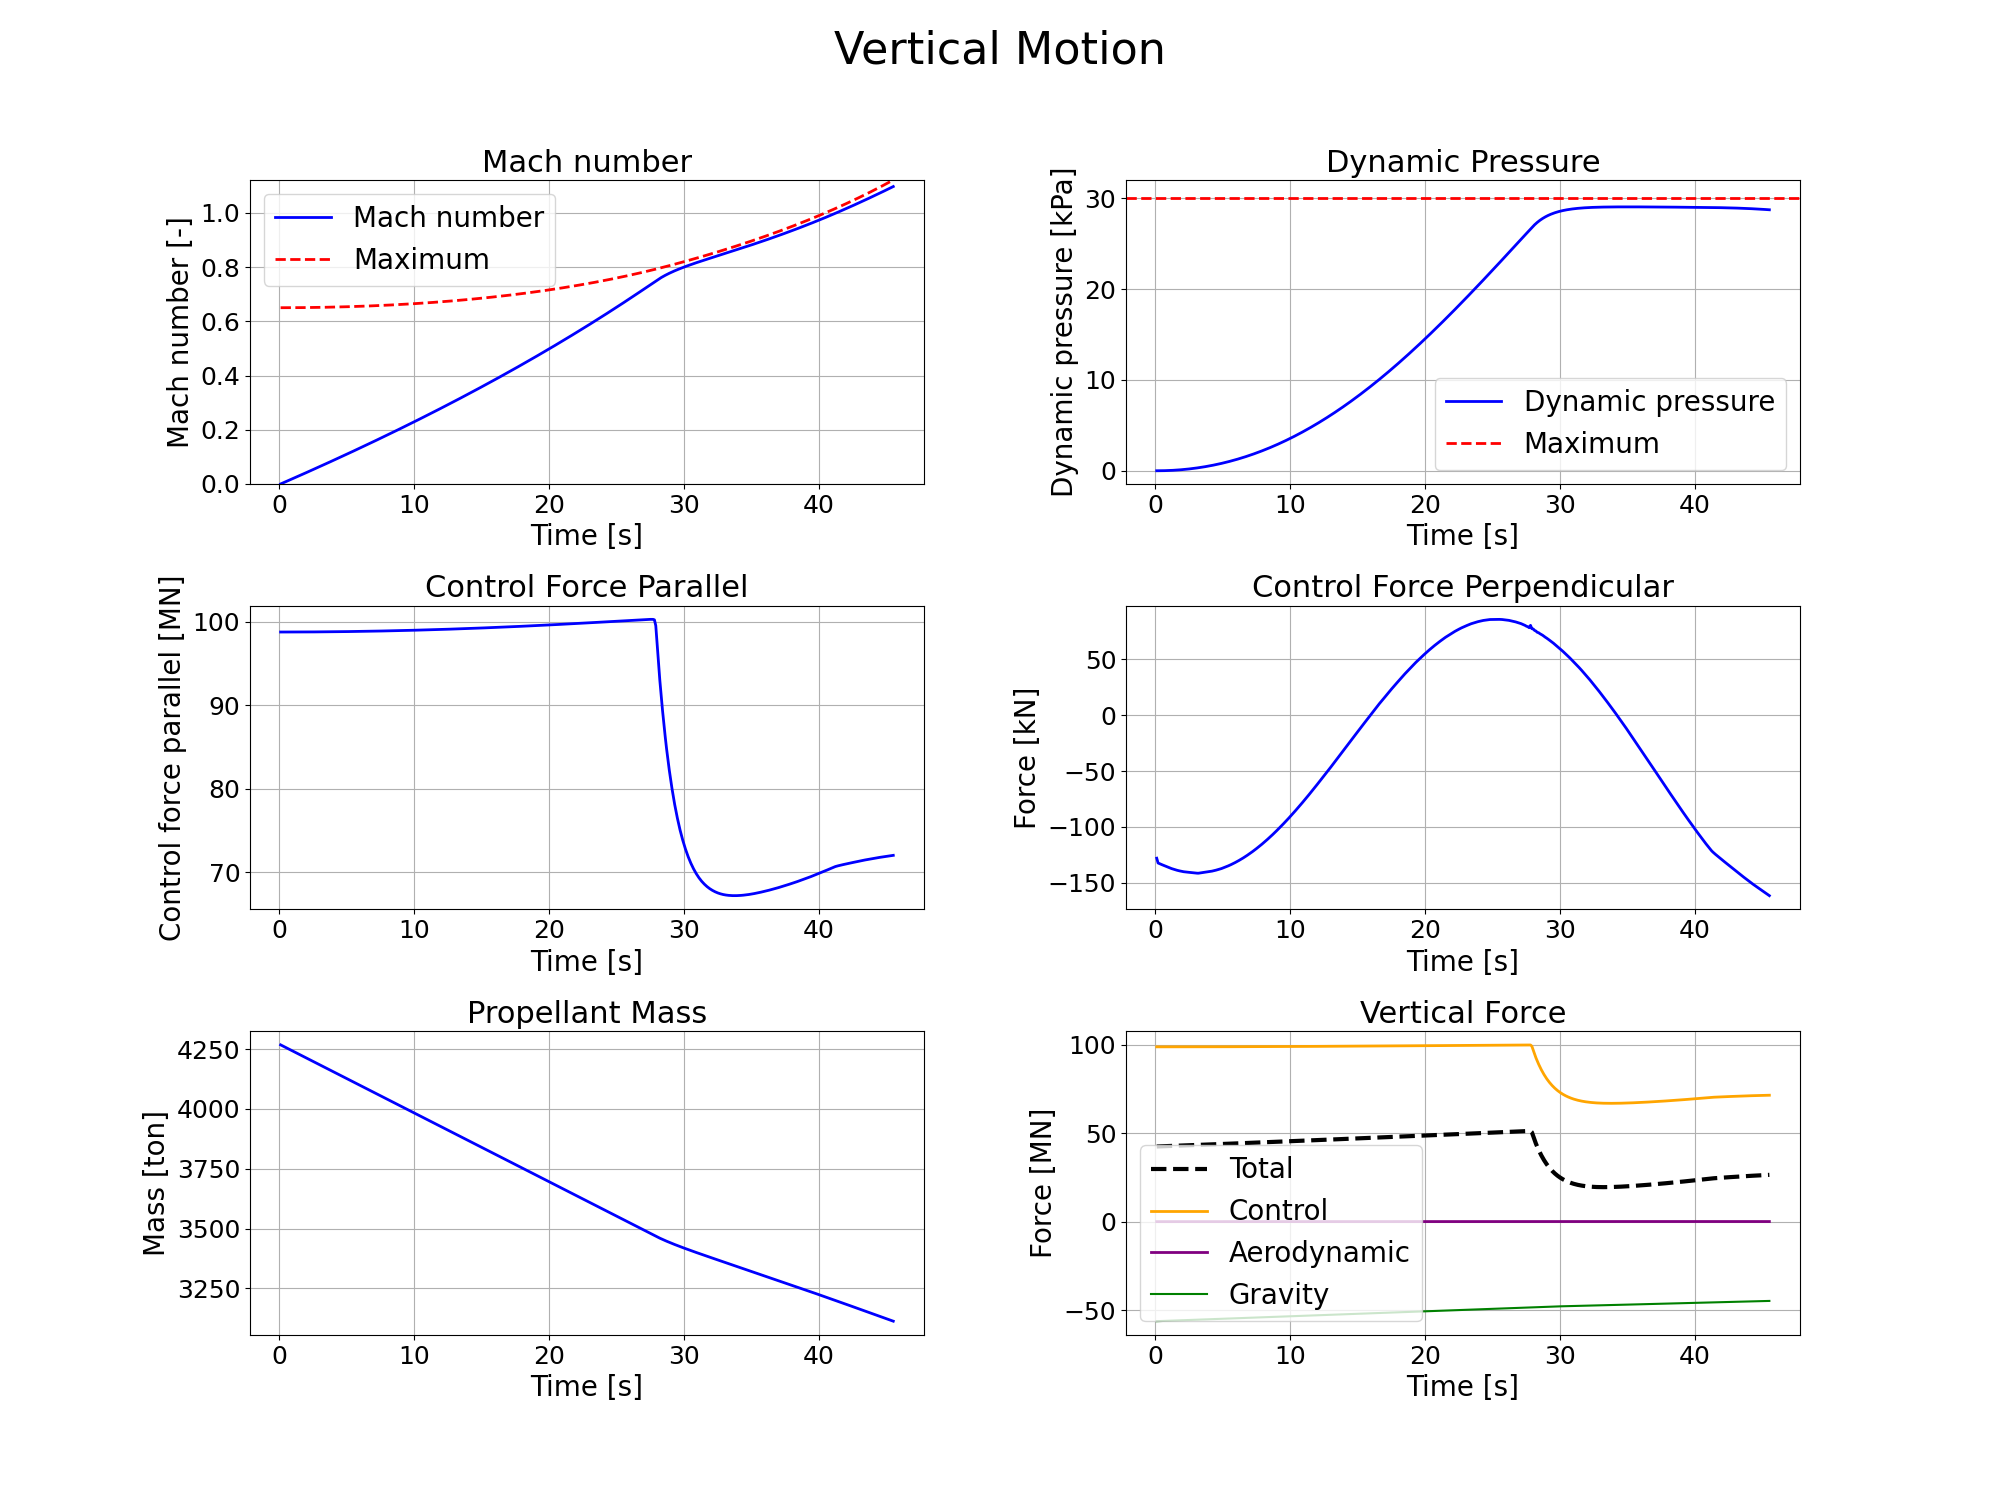 Vertical Motion
Mach number
Mach number [-]
1.0
0.8
0.6
0.4
0.2
0.0
Mach number
Maximum
0 10 20 30 40
Time [s]
Dynamic Pressure
Dynamic pressure [kPa]
30
20
10
0
Dynamic pressure
Maximum
0 10 20 30 40
Time [s]
Control Force Parallel
Control force parallel [MN]
100
90
80
70
0 10 20 30 40
Time [s]
Control Force Perpendicular
Force [kN]
50
0
−50
−100
−150
0 10 20 30 40
Time [s]
Propellant Mass
Mass [ton]
4250
4000
3750
3500
3250
0 10 20 30 40
Time [s]
Vertical Force
Force [MN]
100
50
0
−50
Total
Control
Aerodynamic
Gravity
0 10 20 30 40
Time [s]